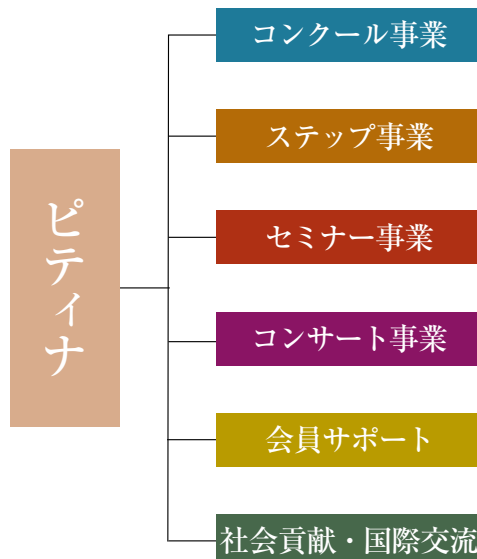 ピティナ
コンクール事業
ステップ事業
セミナー事業
コンサート事業
会員サポート
社会貢献・国際交流